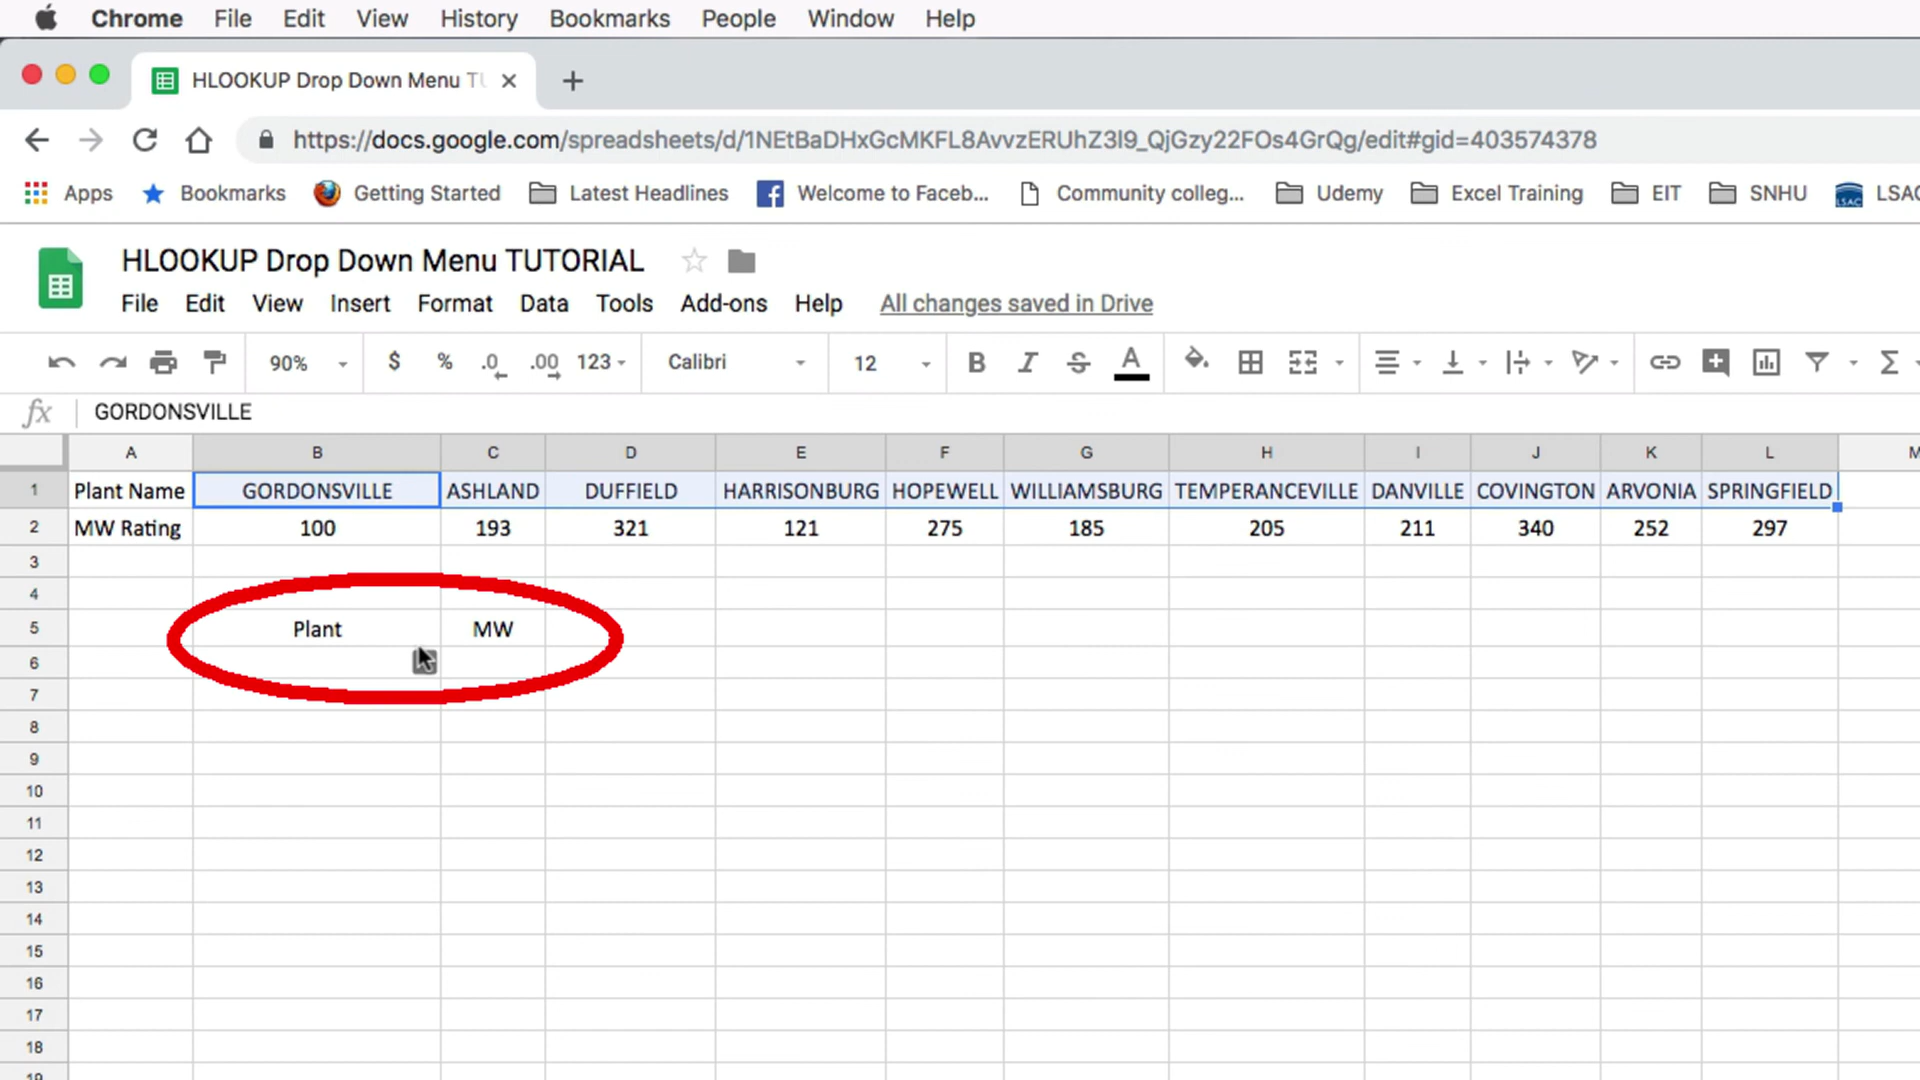 Chrome File Edit View History Bookmarks People Window Help
HLOOKUP Drop Down Menu
https://docs.google.com/spreadsheets/d/1NEtBaDHxGcMKFL8AvvzERUhZ3l9_QjGzy22FOs4GrQg/edit#gid=403574378
Apps Bookmarks Getting Started Latest Headlines Welcome to Faceb... Community colleg... Udemy Excel Training EIT SNHU LSAC
HLOOKUP Drop Down Menu TUTORIAL
File Edit View Insert Format Data Tools Add-ons Help All changes saved in Drive
90% $ % .0 .00 123 Calibri 12 B I S A Σ
fx GORDONSVILLE
A B C D E F G H I J K L M
1 Plant Name GORDONSVILLE ASHLAND DUFFIELD HARRISONBURG HOPEWELL WILLIAMSBURG TEMPERANCEVILLE DANVILLE COVINGTON ARVONIA SPRINGFIELD
2 MW Rating 100 193 321 121 275 185 205 211 340 252 297
3
4
5 Plant MW
6
7
8
9
10
11
12
13
14
15
16
17
18
19